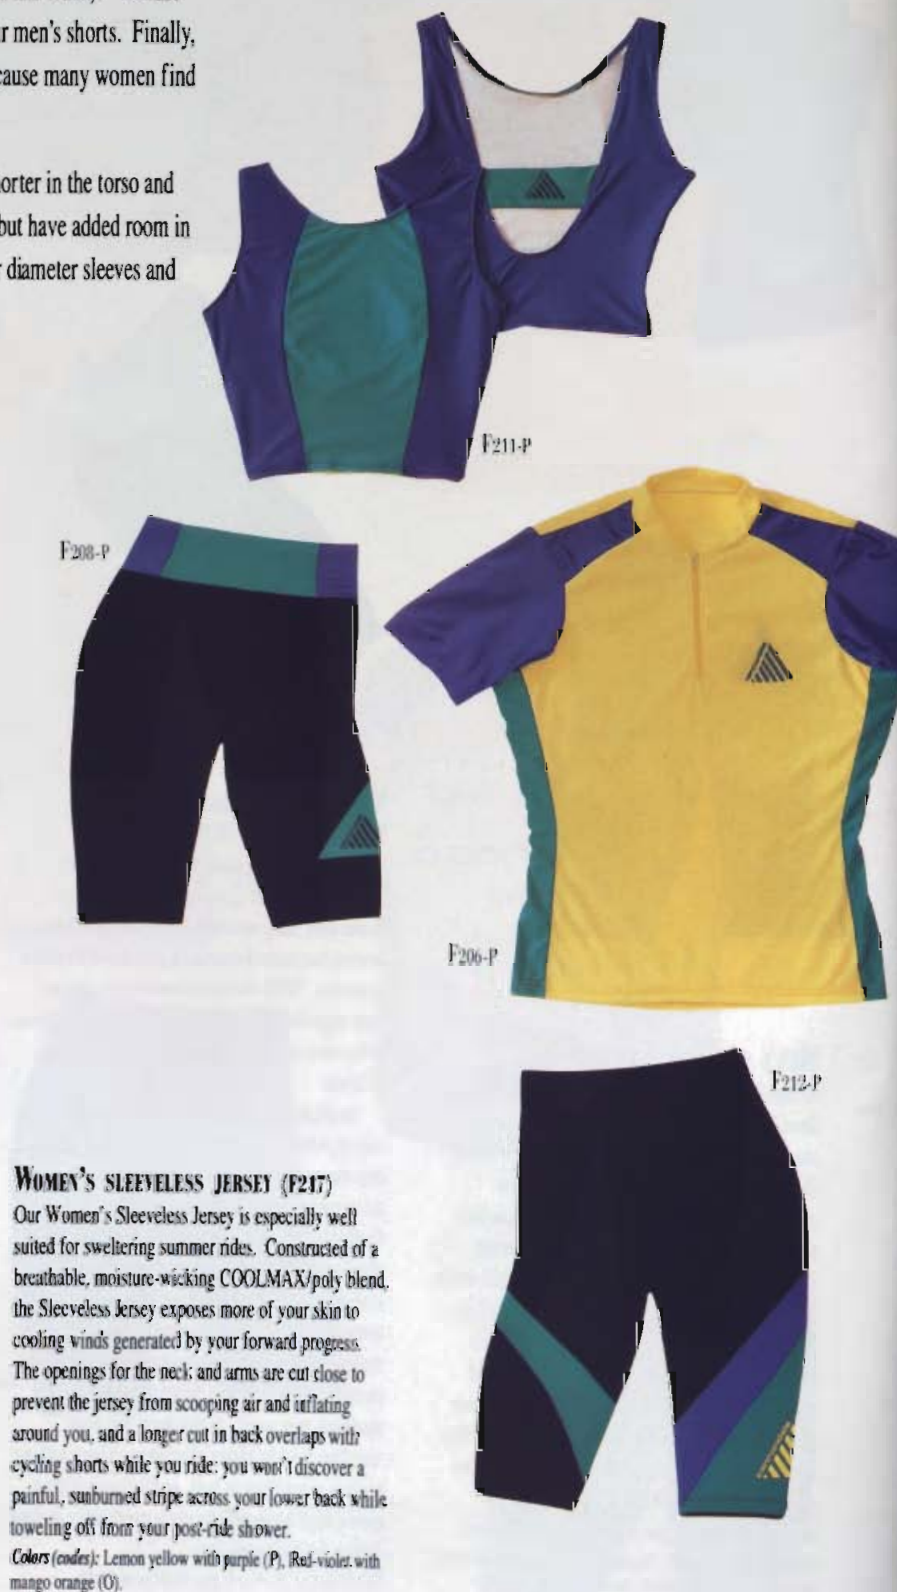 r men's shorts. Finally,
cause many women find
orter in the torso and
but have added room in
r diameter sleeves and
F211-P
F208-P
F206-P
F212-P
WOMEN'S SLEEVELESS JERSEY (F217)
Our Women's Sleeveless Jersey is especially well
suited for sweltering summer rides. Constructed of a
breathable, moisture-wicking COOLMAX/poly blend,
the Sleeveless Jersey exposes more of your skin to
cooling winds generated by your forward progress.
The openings for the neck and arms are cut close to
prevent the jersey from scooping air and inflating
around you, and a longer cut in back overlaps with
cycling shorts while you ride; you won't discover a
painful, sunburned stripe across your lower back while
toweling off from your post-ride shower.
Colors (codes): Lemon yellow with purple (P), Red-violet with
mango orange (O).